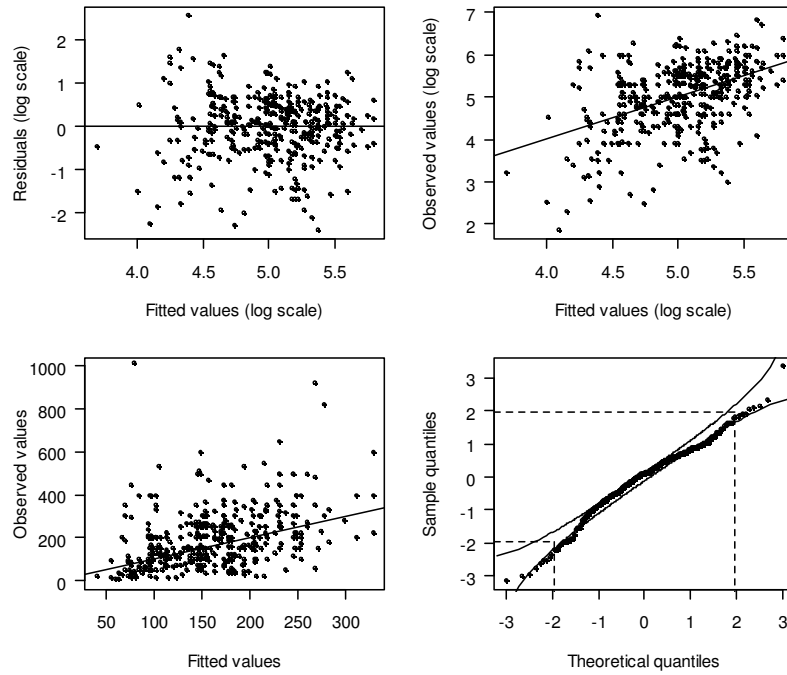 Residuals (log scale)
2
1
0
-1
-2
4.0 4.5 5.0 5.5
Fitted values (log scale)
Observed values (log scale)
7
6
5
4
3
2
4.0 4.5 5.0 5.5
Fitted values (log scale)
Observed values
1000
800
600
400
200
0
50 100 150 200 250 300
Fitted values
Sample quantiles
3
2
1
0
-1
-2
-3
-3 -2 -1 0 1 2 3
Theoretical quantiles